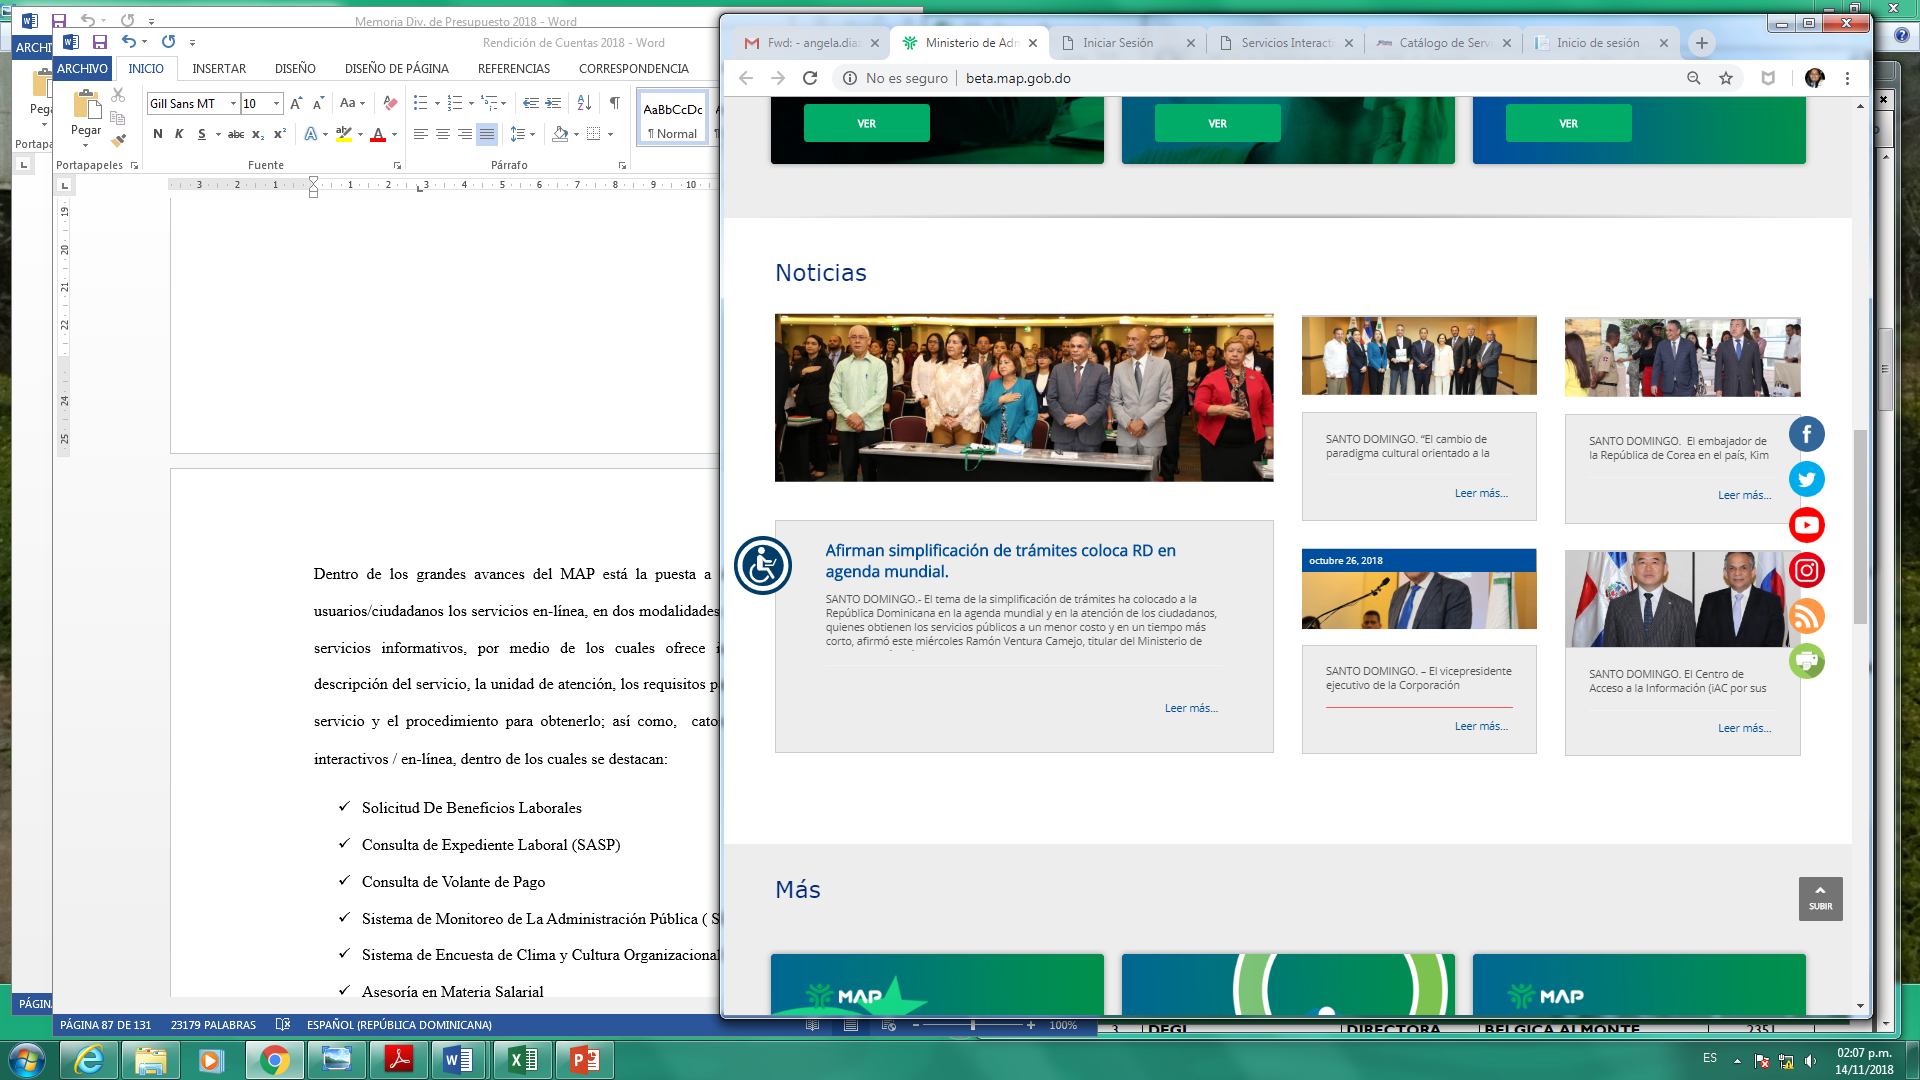 Memoria Div. de Presupuesto 2018 - Word
Rendición de Cuentas 2018 - Word
ARCHIVO
INICIO
INSERTAR
DISEÑO
DISEÑO DE PÁGINA
REFERENCIAS
CORRESPONDENCIA
Pegar
Gill Sans MT
10
AaBbCcDc
¶ Normal
Portapapeles
Fuente
Párrafo
Dentro de los grandes avances del MAP está la puesta a
usuarios/ciudadanos los servicios en-línea, en dos modalidades
servicios informativos, por medio de los cuales ofrece
descripción del servicio, la unidad de atención, los requisitos
servicio y el procedimiento para obtenerlo; así como,
interactivos / en-línea, dentro de los cuales se destacan:
✓ Solicitud De Beneficios Laborales
✓ Consulta de Expediente Laboral (SASP)
✓ Consulta de Volante de Pago
✓ Sistema de Monitoreo de La Administración Pública ( S
✓ Sistema de Encuesta de Clima y Cultura Organizacional
✓ Asesoría en Materia Salarial
PÁGINA 87 DE 131
23179 PALABRAS
ESPAÑOL (REPÚBLICA DOMINICANA)
100%
Fwd: - angela.diaz
Ministerio de Adm
Iniciar Sesión
Servicios Interacti
Catálogo de Servi
Inicio de sesión
No es seguro
beta.map.gob.do
VER
VER
VER
Noticias
Afirman simplificación de trámites coloca RD en
agenda mundial.
SANTO DOMINGO.- El tema de la simplificación de trámites ha colocado a la
República Dominicana en la agenda mundial y en la atención de los ciudadanos,
quienes obtienen los servicios públicos a un menor costo y en un tiempo más
corto, afirmó este miércoles Ramón Ventura Camejo, titular del Ministerio de
Leer más...
SANTO DOMINGO. “El cambio de
paradigma cultural orientado a la
Leer más...
SANTO DOMINGO. El embajador de
la República de Corea en el país, Kim
Leer más...
octubre 26, 2018
SANTO DOMINGO. – El vicepresidente
ejecutivo de la Corporación
Leer más...
SANTO DOMINGO. El Centro de
Acceso a la Información (iAC por sus
Leer más...
Más
SUBIR
MAP
MAP
3
DEGI
DIRECTORA
BELGICA ALMONTE
2351
ES
02:07 p.m.
14/11/2018